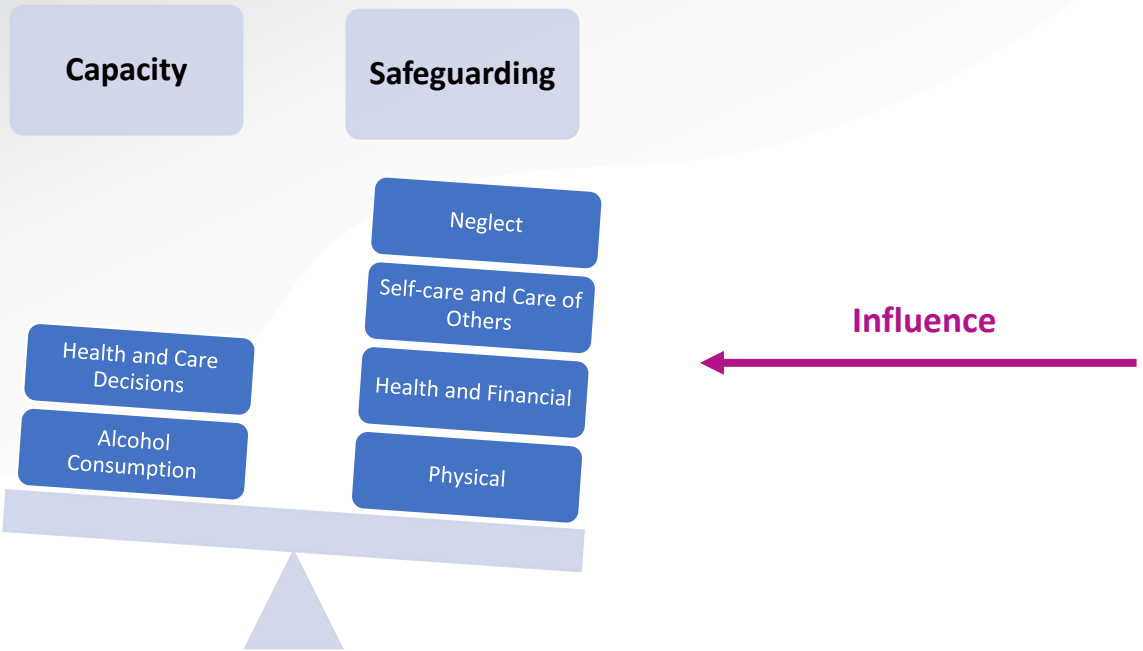 Capacity
Safeguarding
Neglect
Self-care and Care of
Others
Health and Financial
Physical
Health and Care
Decisions
Alcohol
Consumption
Influence